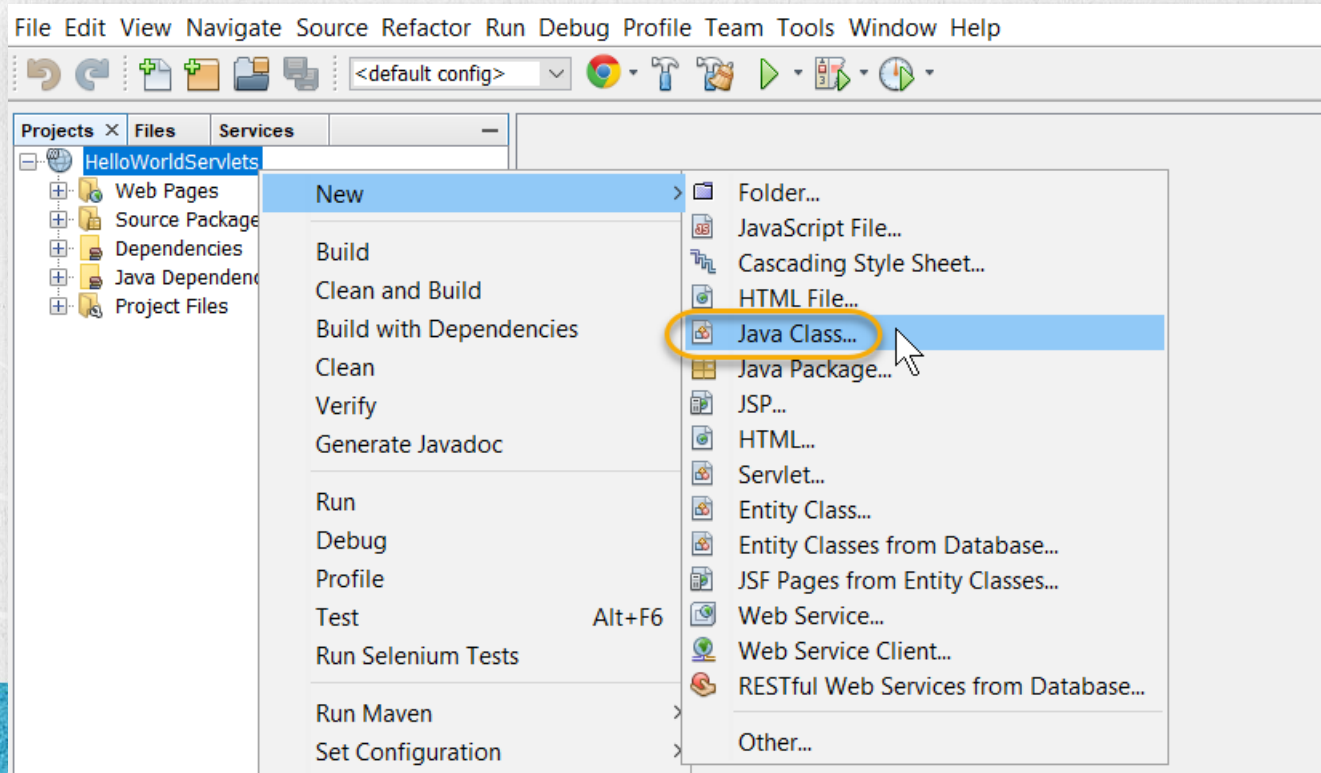 File Edit View Navigate Source Refactor Run Debug Profile Team Tools Window Help
<default config>
Projects Files Services
HelloWorldServlets
Web Pages
Source Package
Dependencies
Java Dependenc
Project Files
New
Build
Clean and Build
Build with Dependencies
Clean
Verify
Generate Javadoc
Run
Debug
Profile
Test Alt+F6
Run Selenium Tests
Run Maven
Set Configuration
Folder...
JavaScript File...
Cascading Style Sheet...
HTML File...
Java Class...
Java Package...
JSP...
HTML...
Servlet...
Entity Class...
Entity Classes from Database...
JSF Pages from Entity Classes...
Web Service...
Web Service Client...
RESTful Web Services from Database...
Other...